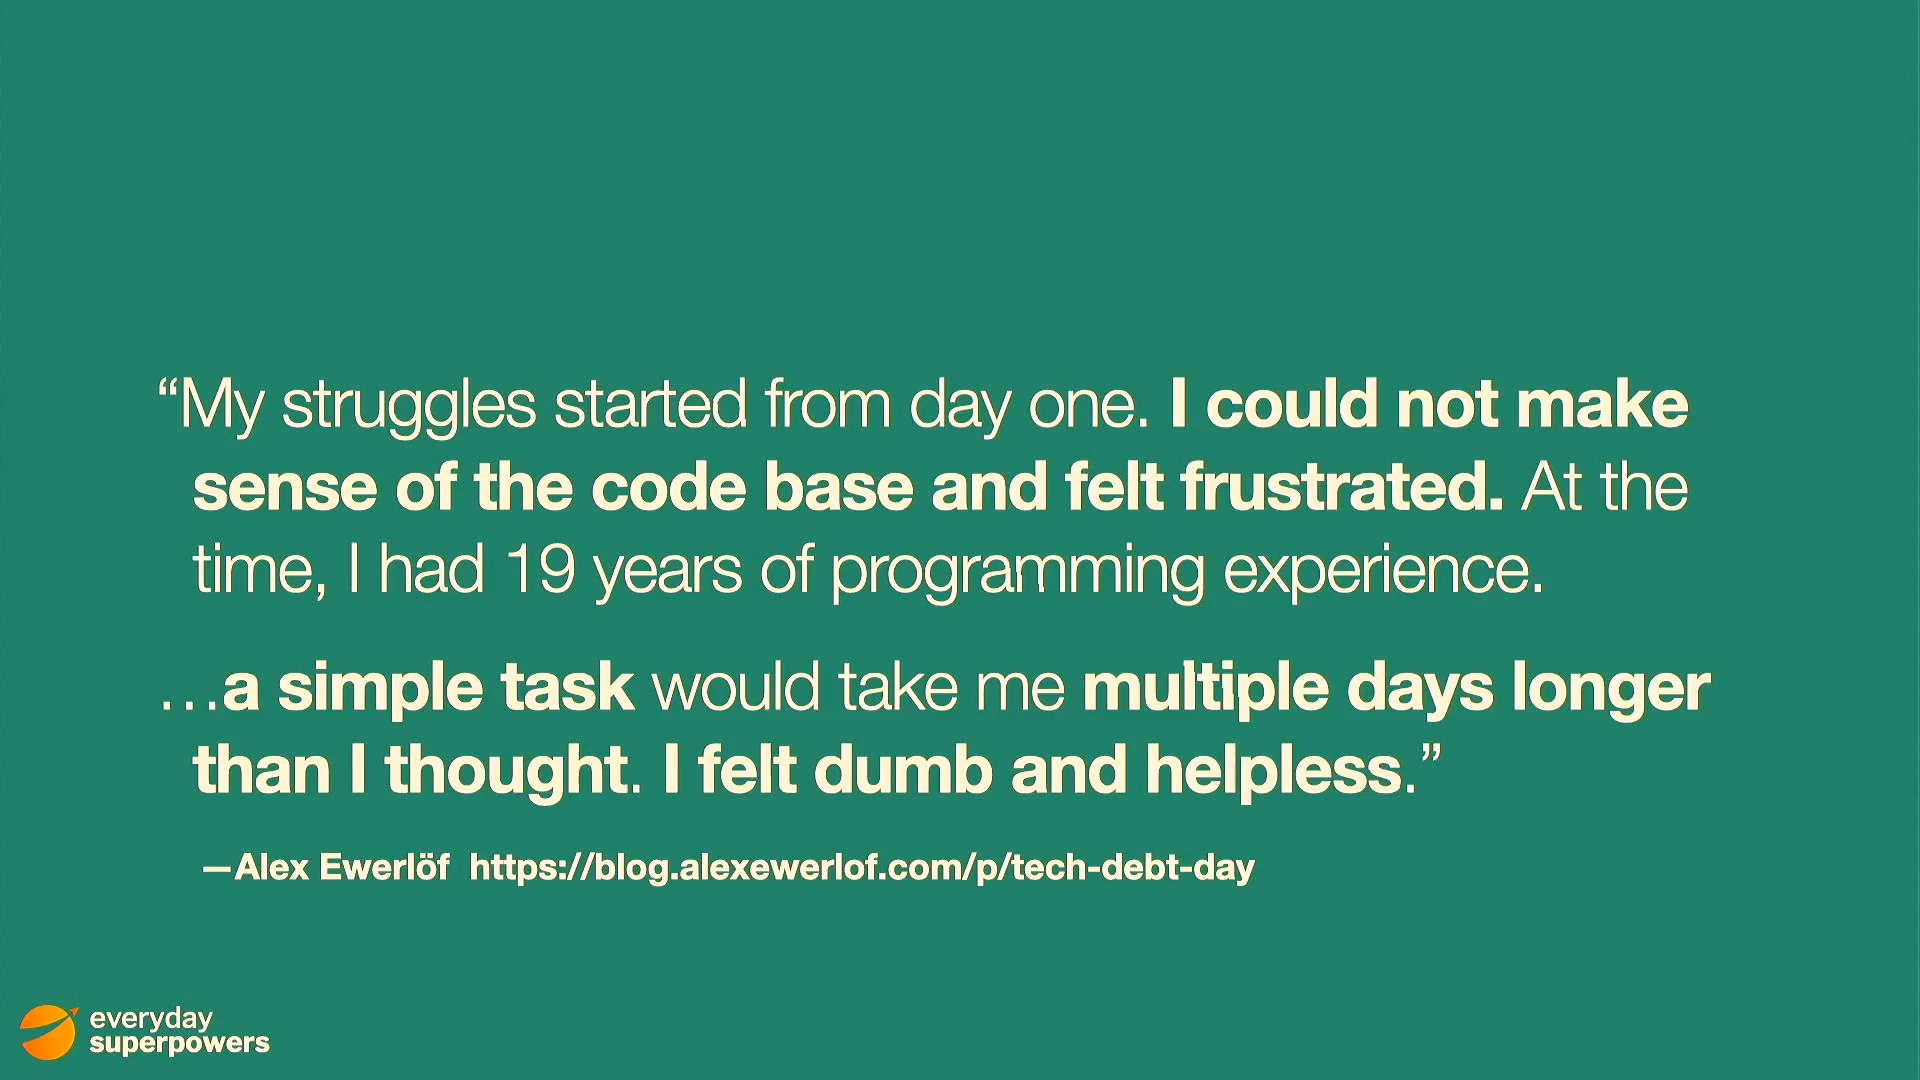 “My struggles started from day one. I could not make
sense of the code base and felt frustrated. At the
time, I had 19 years of programming experience.
…a simple task would take me multiple days longer
than I thought. I felt dumb and helpless.”
—Alex Ewerlöf  https://blog.alexewerlof.com/p/tech-debt-day
everyday
superpowers